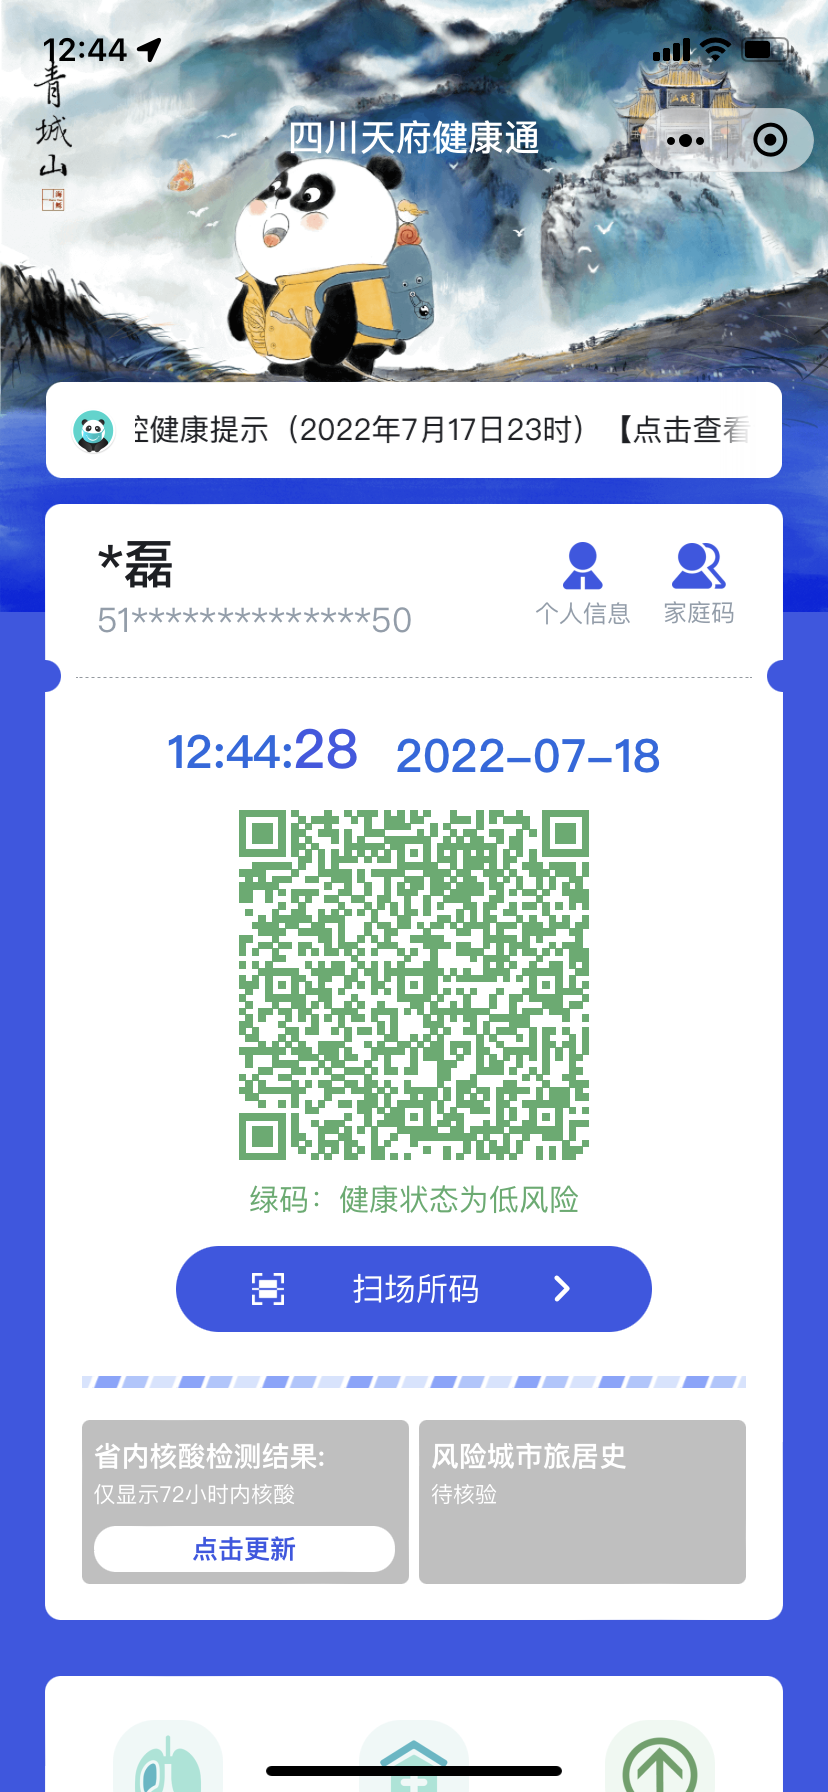 12:44
青城山
四川天府健康通
控健康提示（2022年7月17日23时）【点击查看
*磊
51**************50
个人信息
家庭码
12:44:28 2022-07-18
绿码：健康状态为低风险
扫场所码
省内核酸检测结果:
仅显示72小时内核酸
点击更新
风险城市旅居史
待核验